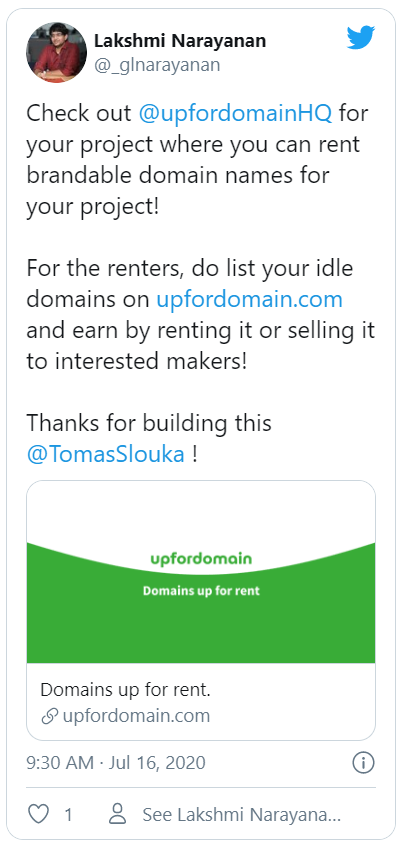 Lakshmi Narayanan
@_glnarayanan
Check out @upfordomainHQ for
your project where you can rent
brandable domain names for
your project!
For the renters, do list your idle
domains on upfordomain.com
and earn by renting it or selling it
to interested makers!
Thanks for building this
@TomasSlouka !
upfordomain
Domains up for rent
Domains up for rent.
upfordomain.com
9:30 AM · Jul 16, 2020
1
See Lakshmi Narayana...